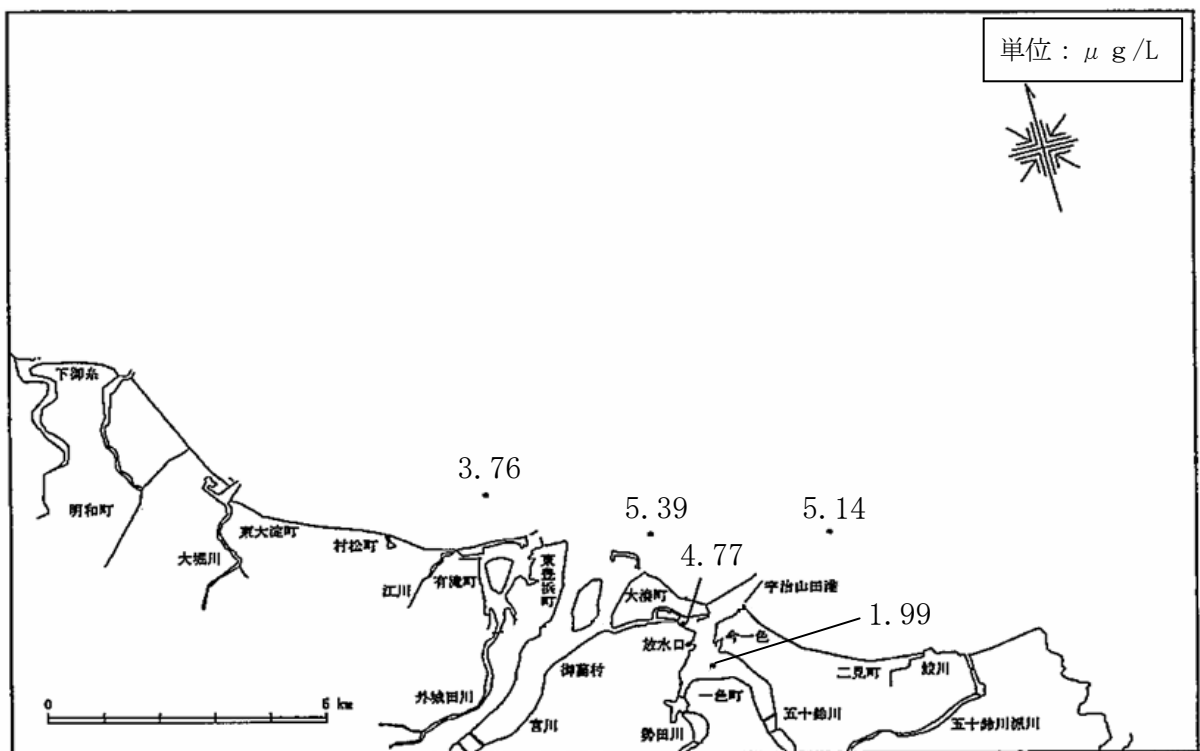 単位：μg/L
下御糸
3.76
明和町
5.39
5.14
東大淀町
村松町
大堀川
4.77
江川
有滝町
東豊浜町
大湊町
宇治山田港
1.99
放水口
今一色
御薗村
二見町
鮫川
外城田川
一色町
五十鈴川
宮川
勢田川
五十鈴川派川
0
5 km